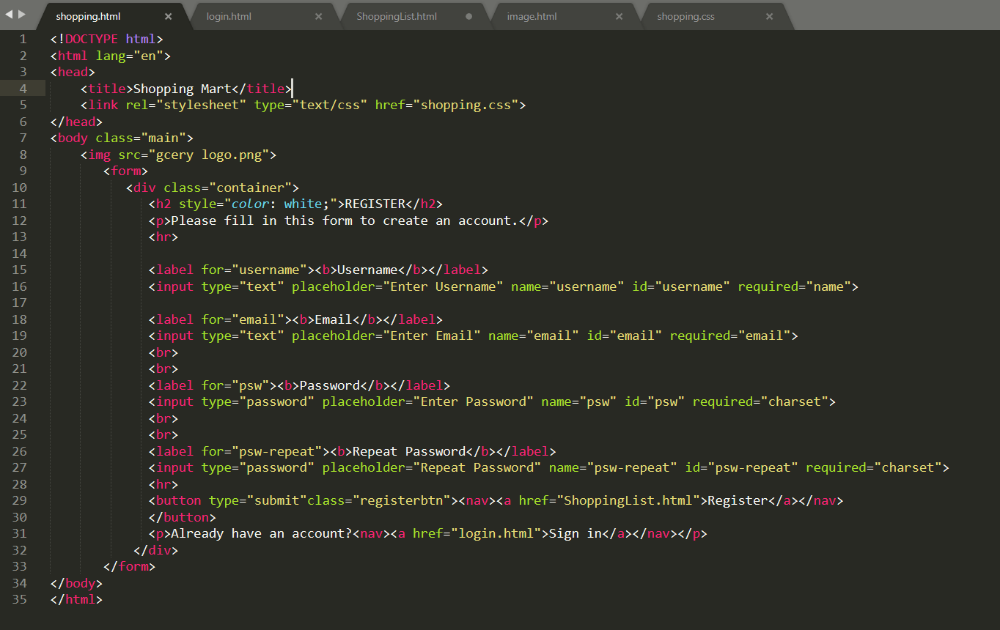 shopping.html × login.html × ShoppingList.html ● image.html × shopping.css ×
1 <!DOCTYPE html>
2 <html lang="en">
3 <head>
4 <title>Shopping Mart</title>
5 <link rel="stylesheet" type="text/css" href="shopping.css">
6 </head>
7 <body class="main">
8 <img src="gcery logo.png">
9 <form>
10 <div class="container">
11 <h2 style="color: white;">REGISTER</h2>
12 <p>Please fill in this form to create an account.</p>
13 <hr>
14
15 <label for="username"><b>Username</b></label>
16 <input type="text" placeholder="Enter Username" name="username" id="username" required="name">
17
18 <label for="email"><b>Email</b></label>
19 <input type="text" placeholder="Enter Email" name="email" id="email" required="email">
20 <br>
21 <br>
22 <label for="psw"><b>Password</b></label>
23 <input type="password" placeholder="Enter Password" name="psw" id="psw" required="charset">
24 <br>
25 <br>
26 <label for="psw-repeat"><b>Repeat Password</b></label>
27 <input type="password" placeholder="Repeat Password" name="psw-repeat" id="psw-repeat" required="charset">
28 <hr>
29 <button type="submit"class="registerbtn"><nav><a href="ShoppingList.html">Register</a></nav>
30 </button>
31 <p>Already have an account?<nav><a href="login.html">Sign in</a></nav></p>
32 </div>
33 </form>
34 </body>
35 </html>